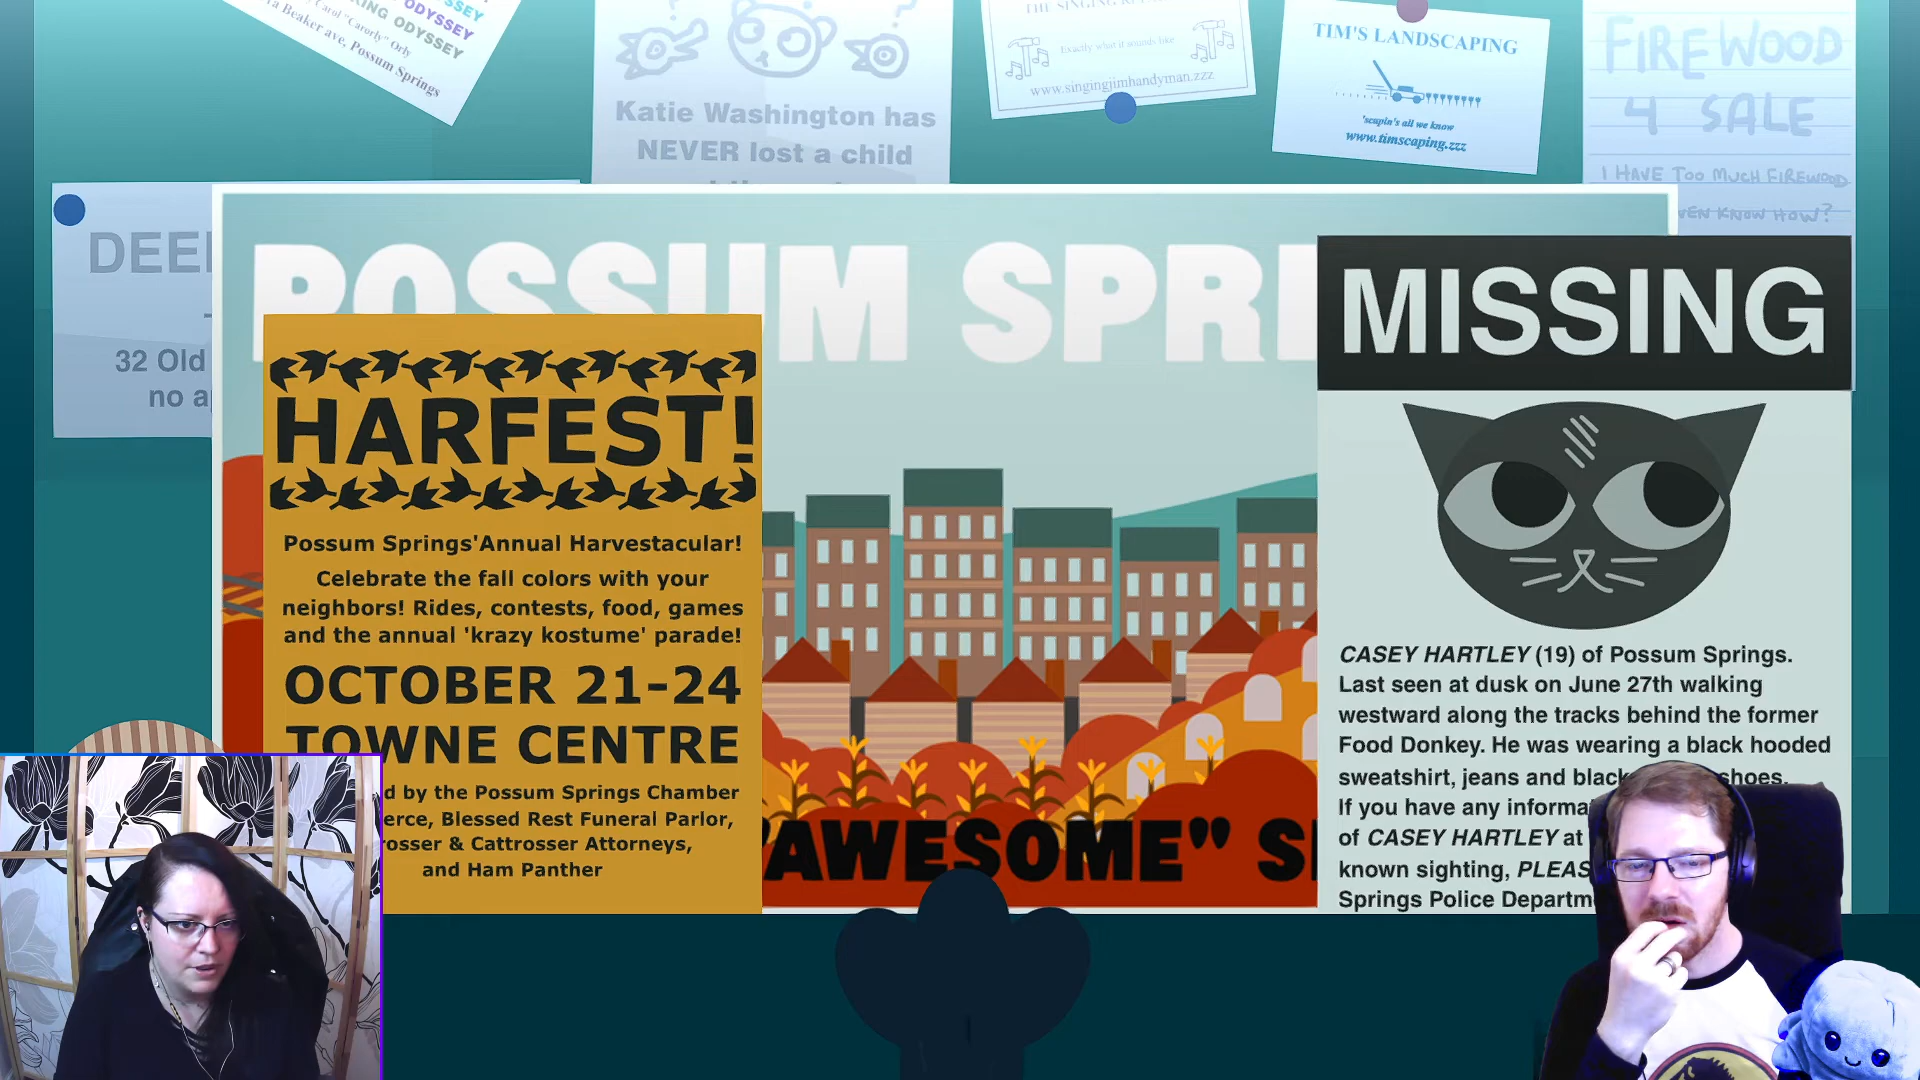 ODYSSEY
KING ODYSSEY
Carol "Carorly" Orly
Beaker ave, Possum Springs
Katie Washington has
NEVER lost a child
Exactly what it sounds like
www.singingjimhandyman.zzz
TIM'S LANDSCAPING
'scapin's all we know
www.timscaping.zzz
FIREWOOD
4 SALE
I HAVE TOO MUCH FIREWOOD
KNOW HOW?
32 Old
no
POSSUM SPRI
HARFEST!
Possum Springs'Annual Harvestacular!
Celebrate the fall colors with your
neighbors! Rides, contests, food, games
and the annual 'krazy kostume' parade!
OCTOBER 21-24
TOWNE CENTRE
d by the Possum Springs Chamber
erce, Blessed Rest Funeral Parlor,
rosser & Cattrosser Attorneys,
and Ham Panther
"AWESOME"
MISSING
CASEY HARTLEY (19) of Possum Springs.
Last seen at dusk on June 27th walking
westward along the tracks behind the former
Food Donkey. He was wearing a black hooded
sweatshirt, jeans and black shoes.
If you have any informa
of CASEY HARTLEY at
known sighting, PLEAS
Springs Police Departm